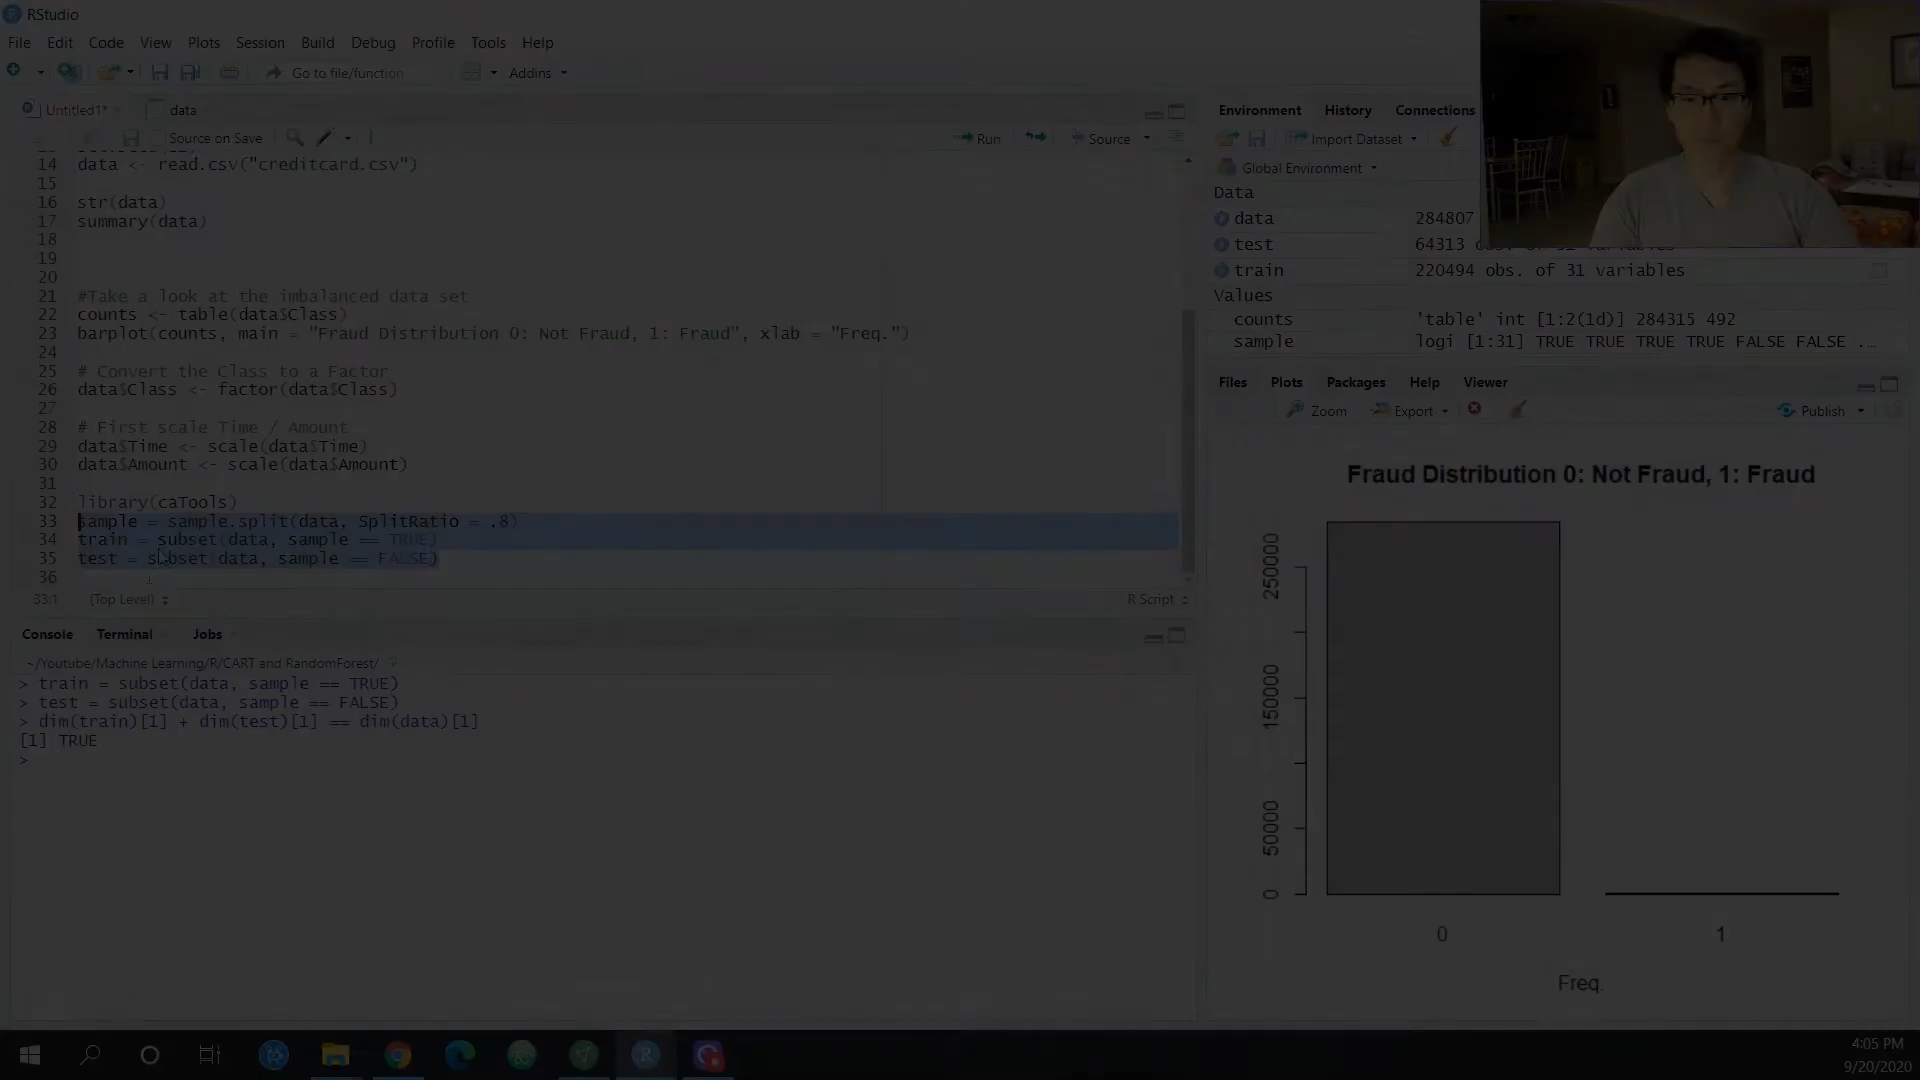 RStudio
File Edit Code View Plots Session Build Debug Profile Tools Help
Go to file/function Addins
Untitled1* data
Source on Save Run Source
14 data <- read.csv("creditcard.csv")
15
16 str(data)
17 summary(data)
18
19
20
21 #Take a look at the imbalanced data set
22 counts <- table(data$Class)
23 barplot(counts, main = "Fraud Distribution 0: Not Fraud, 1: Fraud", xlab = "Freq.")
24
25 # Convert the Class to a Factor
26 data$Class <- factor(data$Class)
27
28 # First scale Time / Amount
29 data$Time <- scale(data$Time)
30 data$Amount <- scale(data$Amount)
31
32 library(caTools)
33 sample = sample.split(data, SplitRatio = .8)
34 train = subset(data, sample == TRUE)
35 test = subset(data, sample == FALSE)
36
33:1 (Top Level) R Script
Console Terminal Jobs
~/Youtube/Machine Learning/R/CART and RandomForest/
> train = subset(data, sample == TRUE)
> test = subset(data, sample == FALSE)
> dim(train)[1] + dim(test)[1] == dim(data)[1]
[1] TRUE
>
Environment History Connections
Import Dataset
Global Environment
Data
data 284807
test 64313 obs. of 31 variables
train 220494 obs. of 31 variables
Values
counts 'table' int [1:2(1d)] 284315 492
sample logi [1:31] TRUE TRUE TRUE TRUE FALSE FALSE ...
Files Plots Packages Help Viewer
Zoom Export Publish
Fraud Distribution 0: Not Fraud, 1: Fraud
250000
150000
50000
0
0 1
Freq.
4:05 PM
9/20/2020